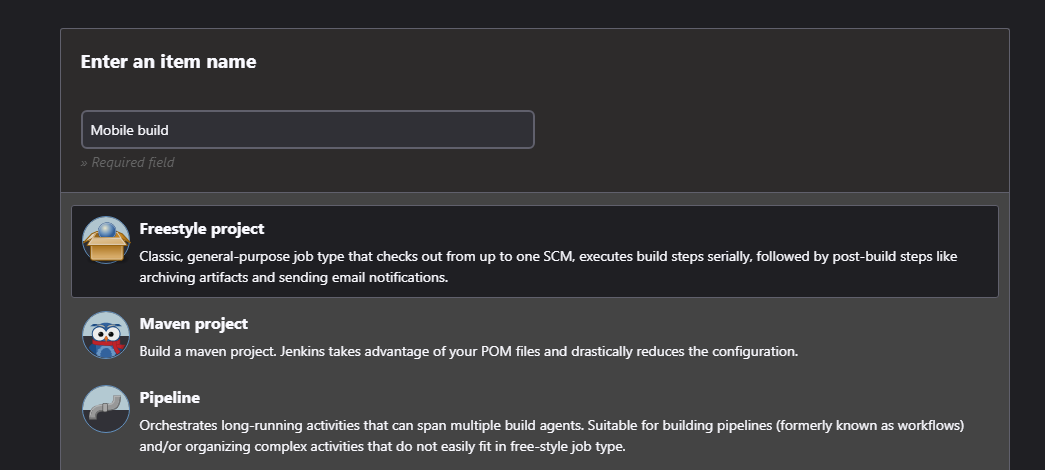 Enter an item name
Mobile build
» Required field
Freestyle project
Classic, general-purpose job type that checks out from up to one SCM, executes build steps serially, followed by post-build steps like
archiving artifacts and sending email notifications.
Maven project
Build a maven project. Jenkins takes advantage of your POM files and drastically reduces the configuration.
Pipeline
Orchestrates long-running activities that can span multiple build agents. Suitable for building pipelines (formerly known as workflows)
and/or organizing complex activities that do not easily fit in free-style job type.